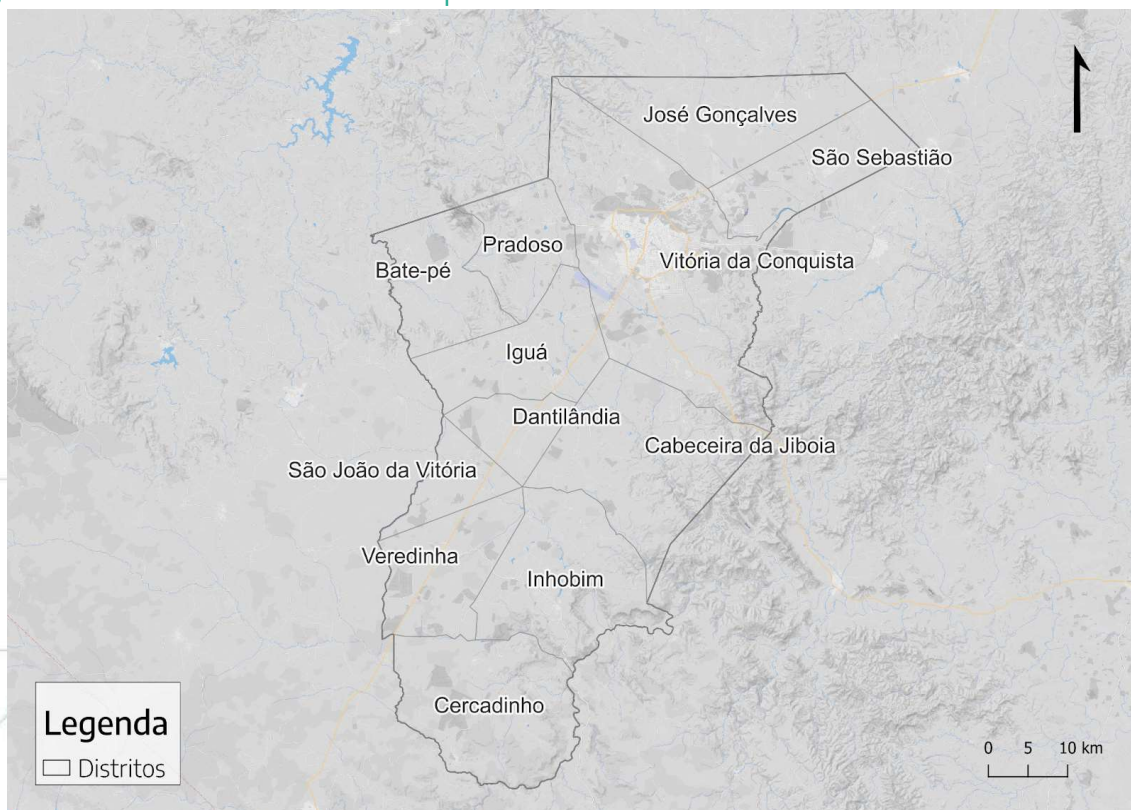 José Gonçalves
São Sebastião
Pradoso
Vitória da Conquista
Bate-pé
Iguá
Dantilândia
Cabeceira da Jiboia
São João da Vitória
Veredinha
Inhobim
Cercadinho
Legenda
Distritos
0 5 10 km